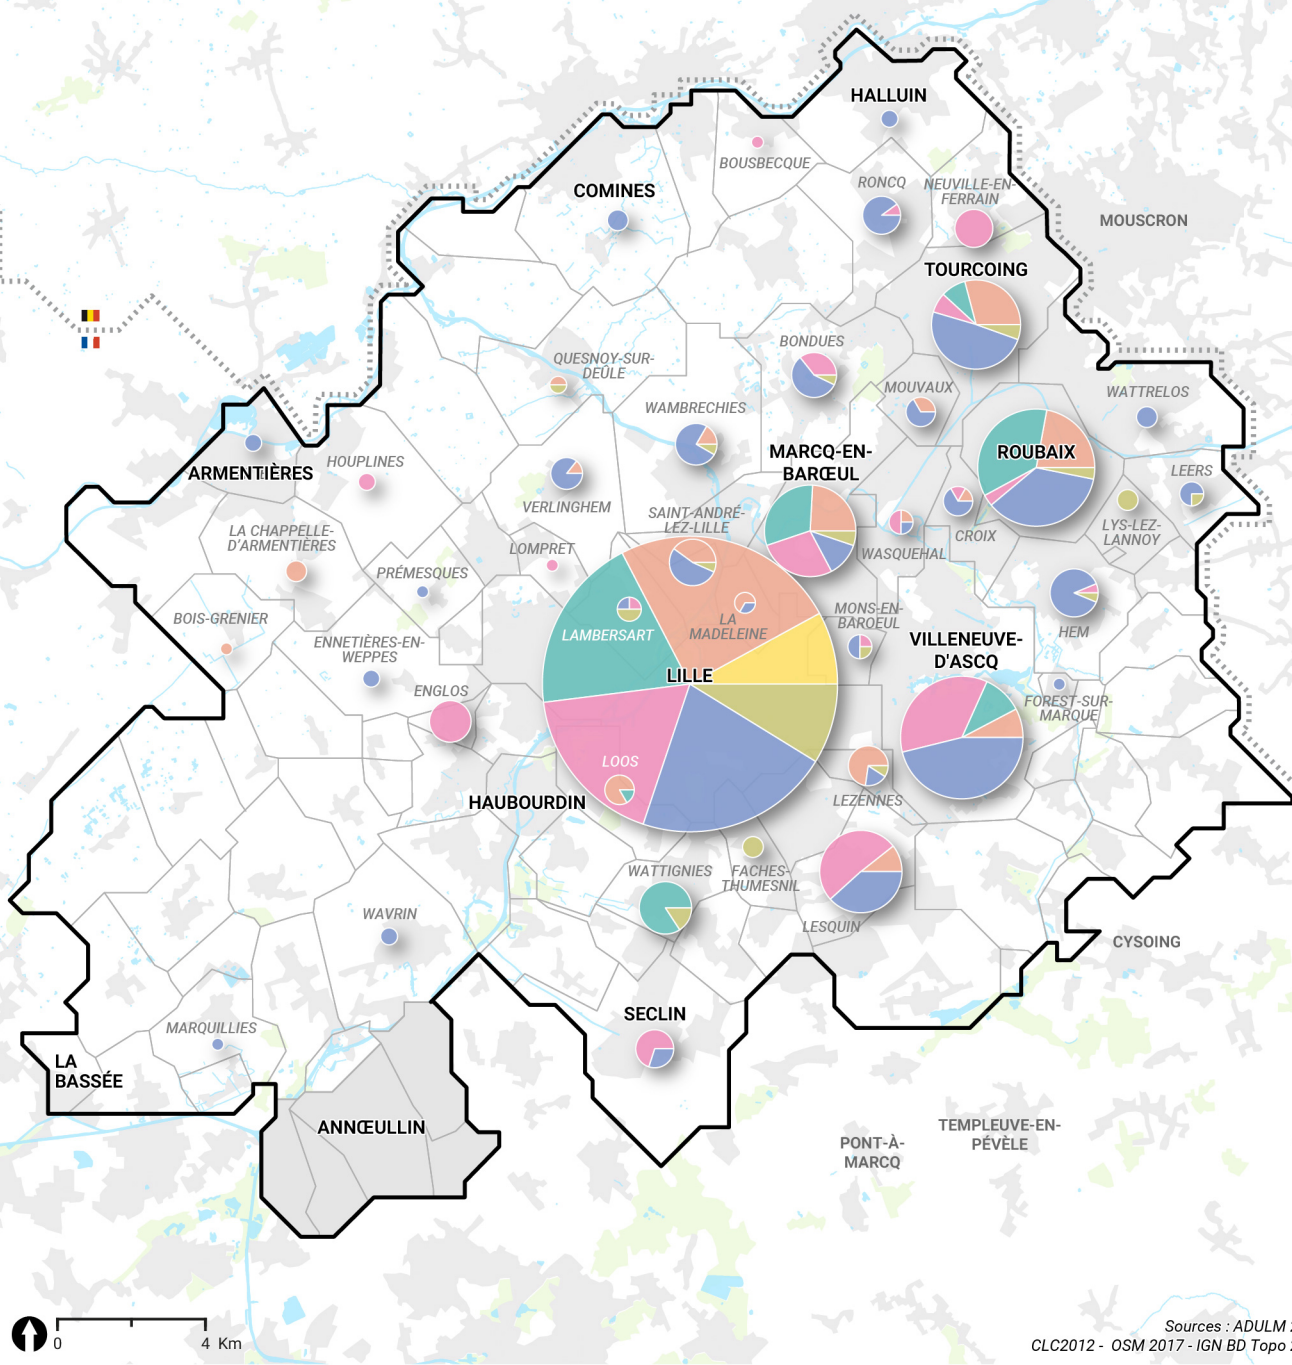 HALLUIN
BOUSBECQUE
COMINES
RONCQ
NEUVILLE-EN-
FERRAIN
MOUSCRON
TOURCOING
BONDUES
QUESNOY-SUR-
DEÛLE
MOUVAUX
WATTRELOS
WAMBRECHIES
MARCQ-EN-
BARŒUL
ROUBAIX
ARMENTIÈRES
HOUPLINES
LEERS
VERLINGHEM
SAINT-ANDRÉ-
LEZ-LILLE
LA CHAPPELLE-
D'ARMENTIÈRES
LOMPRET
WASQUEHAL
CROIX
LYS-LEZ-
LANNOY
PRÉMESQUES
BOIS-GRENIER
LAMBERSART
LA
MADELEINE
MONS-EN-
BAROEUL
HEM
ENNETIÈRES-EN-
WEPPES
VILLENEUVE-
D'ASCQ
LILLE
ENGLOS
FOREST-SUR-
MARQUE
LOOS
HAUBOURDIN
LEZENNES
WATTIGNIES
FACHES-
THUMESNIL
WAVRIN
LESQUIN
CYSOING
SECLIN
MARQUILLIES
LA
BASSÉE
ANNŒULLIN
PONT-À-
MARCQ
TEMPLEUVE-EN-
PÉVÈLE
0 4 Km
Sources : ADULM
CLC2012 - OSM 2017 - IGN BD Topo